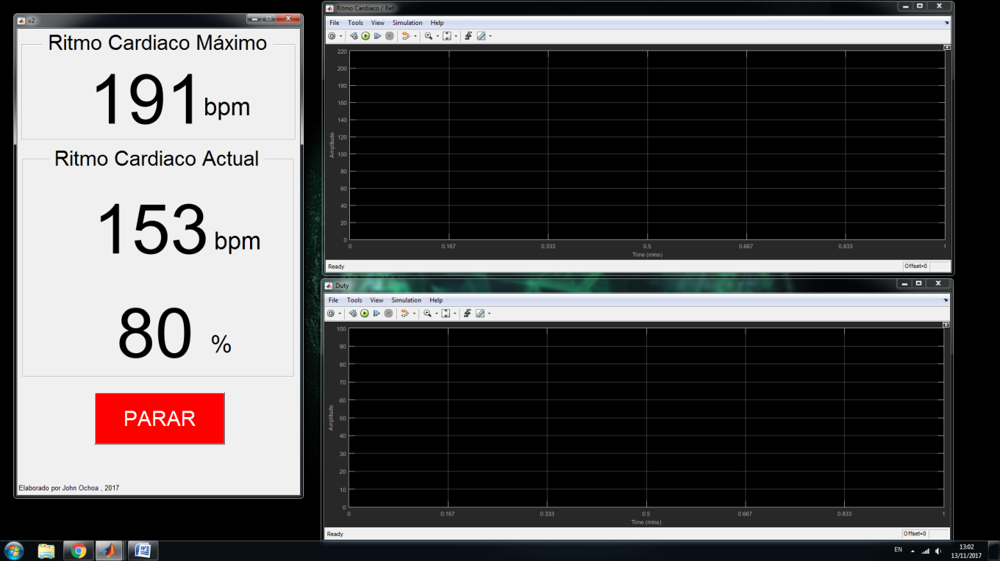 v2
Ritmo Cardiaco Máximo
191 bpm
Ritmo Cardiaco Actual
153 bpm
80 %
PARAR
Elaborado por John Ochoa , 2017
Ritmo Cardiaco / Ref
File Tools View Simulation Help
220
200
180
160
140
120
100
80
60
40
20
0
Amplitude
0 0.167 0.333 0.5 0.667 0.833 1
Time (mins)
Ready Offset=0
Duty
File Tools View Simulation Help
100
90
80
70
60
50
40
30
20
10
0
Amplitude
0 0.167 0.333 0.5 0.667 0.833 1
Time (mins)
Ready Offset=0
EN 13:02
13/11/2017